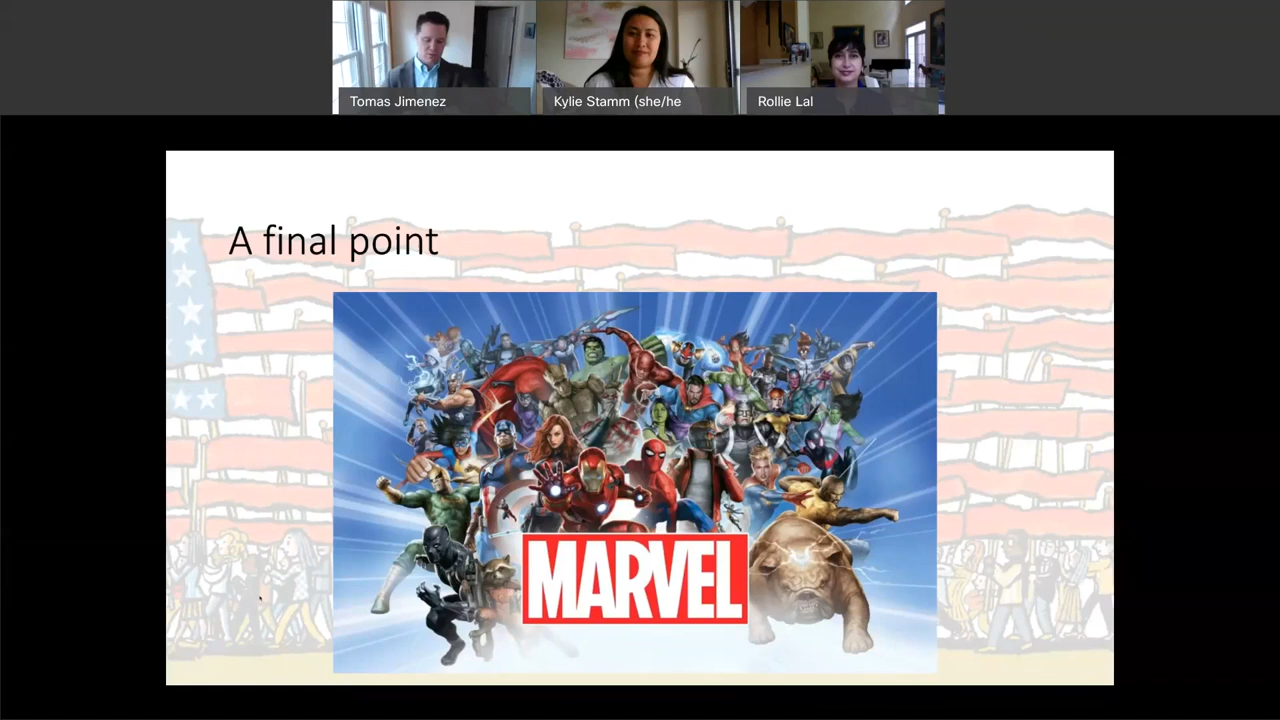 Tomas Jimenez
Kylie Stamm (she/he
Rollie Lal
A final point
MARVEL